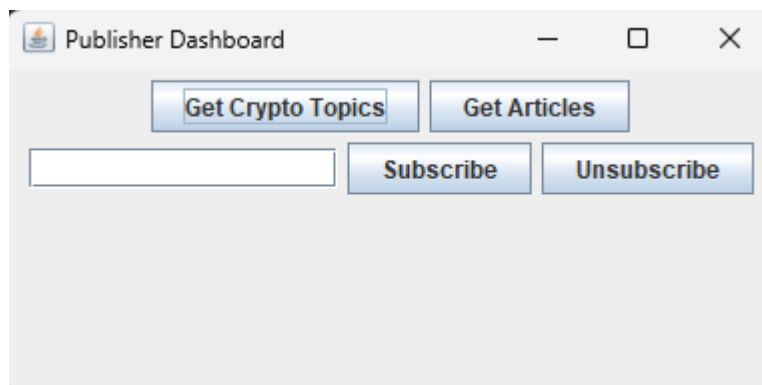 Publisher Dashboard
Get Crypto Topics Get Articles
Subscribe Unsubscribe